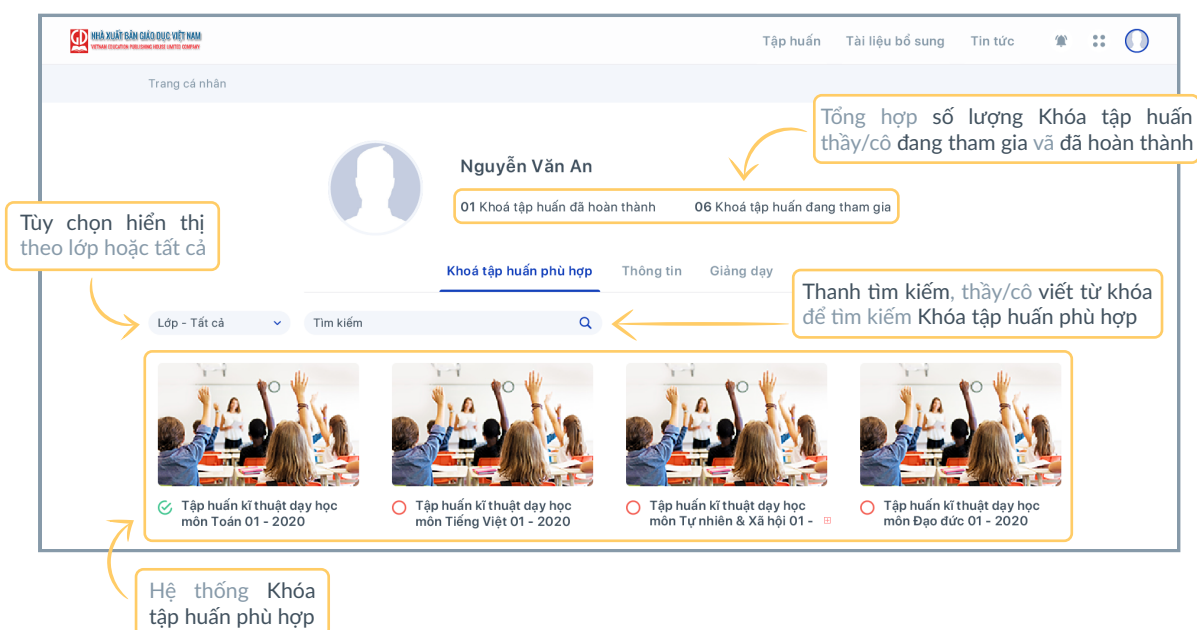 NHÀ XUẤT BẢN GIÁO DỤC VIỆT NAM
VIETNAM EDUCATION PUBLISHING HOUSE LIMITED COMPANY
Tập huấn Tài liệu bổ sung Tin tức
Trang cá nhân
Tổng hợp số lượng Khóa tập huấn
thầy/cô đang tham gia vã đã hoàn thành
Nguyễn Văn An
01 Khoá tập huấn đã hoàn thành 06 Khoá tập huấn đang tham gia
Tùy chọn hiển thị
theo lớp hoặc tất cả
Khoá tập huấn phù hợp Thông tin Giảng dạy
Thanh tìm kiếm, thầy/cô viết từ khóa
để tìm kiếm Khóa tập huấn phù hợp
Lớp - Tất cả Tìm kiếm
Tập huấn kĩ thuật dạy học
môn Toán 01 - 2020
Tập huấn kĩ thuật dạy học
môn Tiếng Việt 01 - 2020
Tập huấn kĩ thuật dạy học
môn Tự nhiên & Xã hội 01 -
Tập huấn kĩ thuật dạy học
môn Đạo đức 01 - 2020
Hệ thống Khóa
tập huấn phù hợp